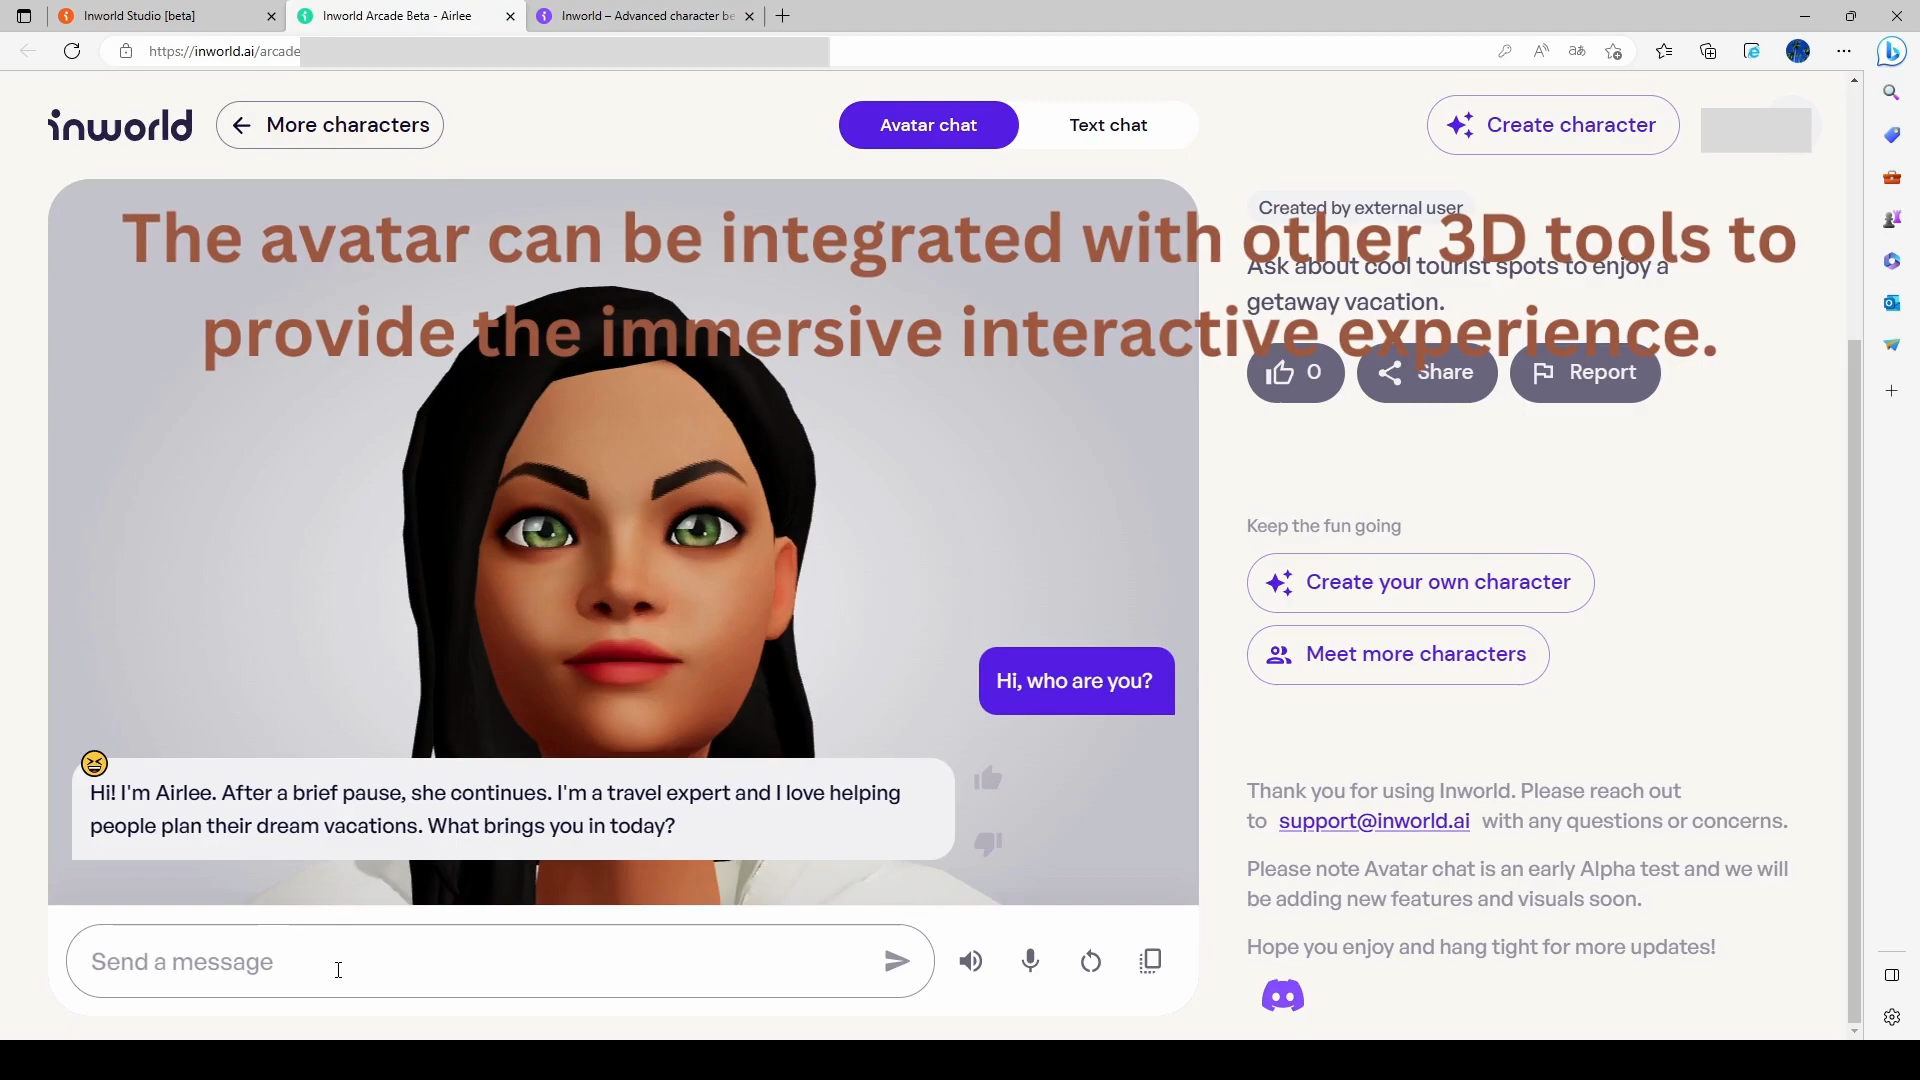 Inworld Studio [beta]
Inworld Arcade Beta - Airlee
Inworld – Advanced character be
https://inworld.ai/arcade
inworld
More characters
Avatar chat
Text chat
Create character
The avatar can be integrated with other 3D tools to
provide the immersive interactive experience.
Created by external user
Ask about cool tourist spots to enjoy a
getaway vacation.
0
Share
Report
Keep the fun going
Create your own character
Meet more characters
Hi, who are you?
Hi! I'm Airlee. After a brief pause, she continues. I'm a travel expert and I love helping
people plan their dream vacations. What brings you in today?
Send a message
Thank you for using Inworld. Please reach out
to support@inworld.ai with any questions or concerns.
Please note Avatar chat is an early Alpha test and we will
be adding new features and visuals soon.
Hope you enjoy and hang tight for more updates!